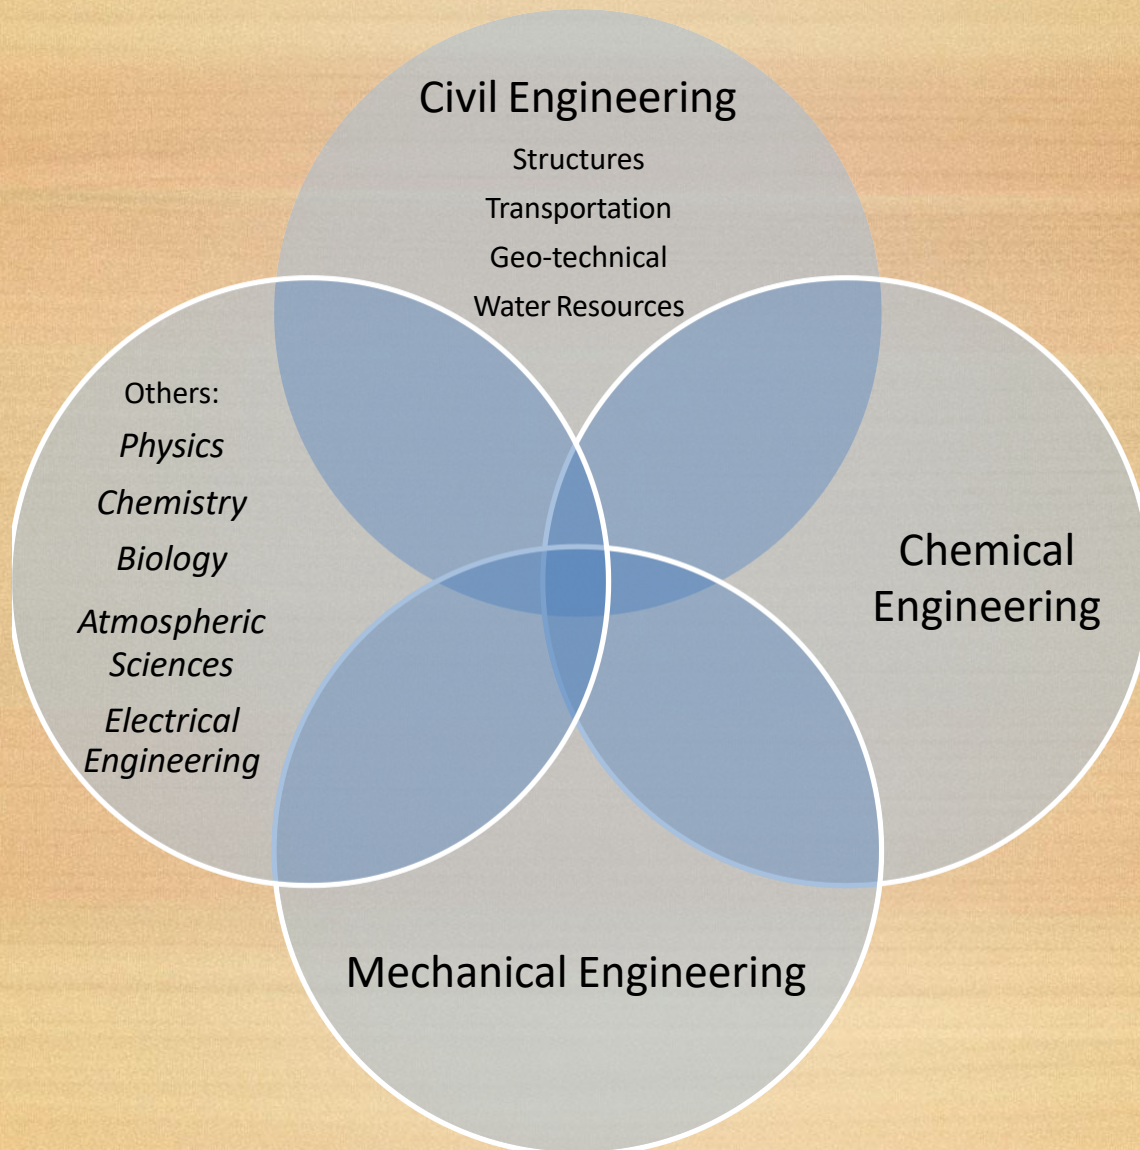 Civil Engineering
Structures
Transportation
Geo-technical
Water Resources
Others:
Physics
Chemistry
Biology
Atmospheric
Sciences
Electrical
Engineering
Chemical
Engineering
Mechanical Engineering